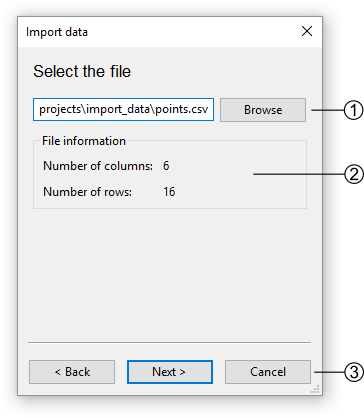 Import data
Select the file
projects\import_data\points.csv Browse 1
File information
Number of columns: 6 2
Number of rows: 16
< Back Next > Cancel 3